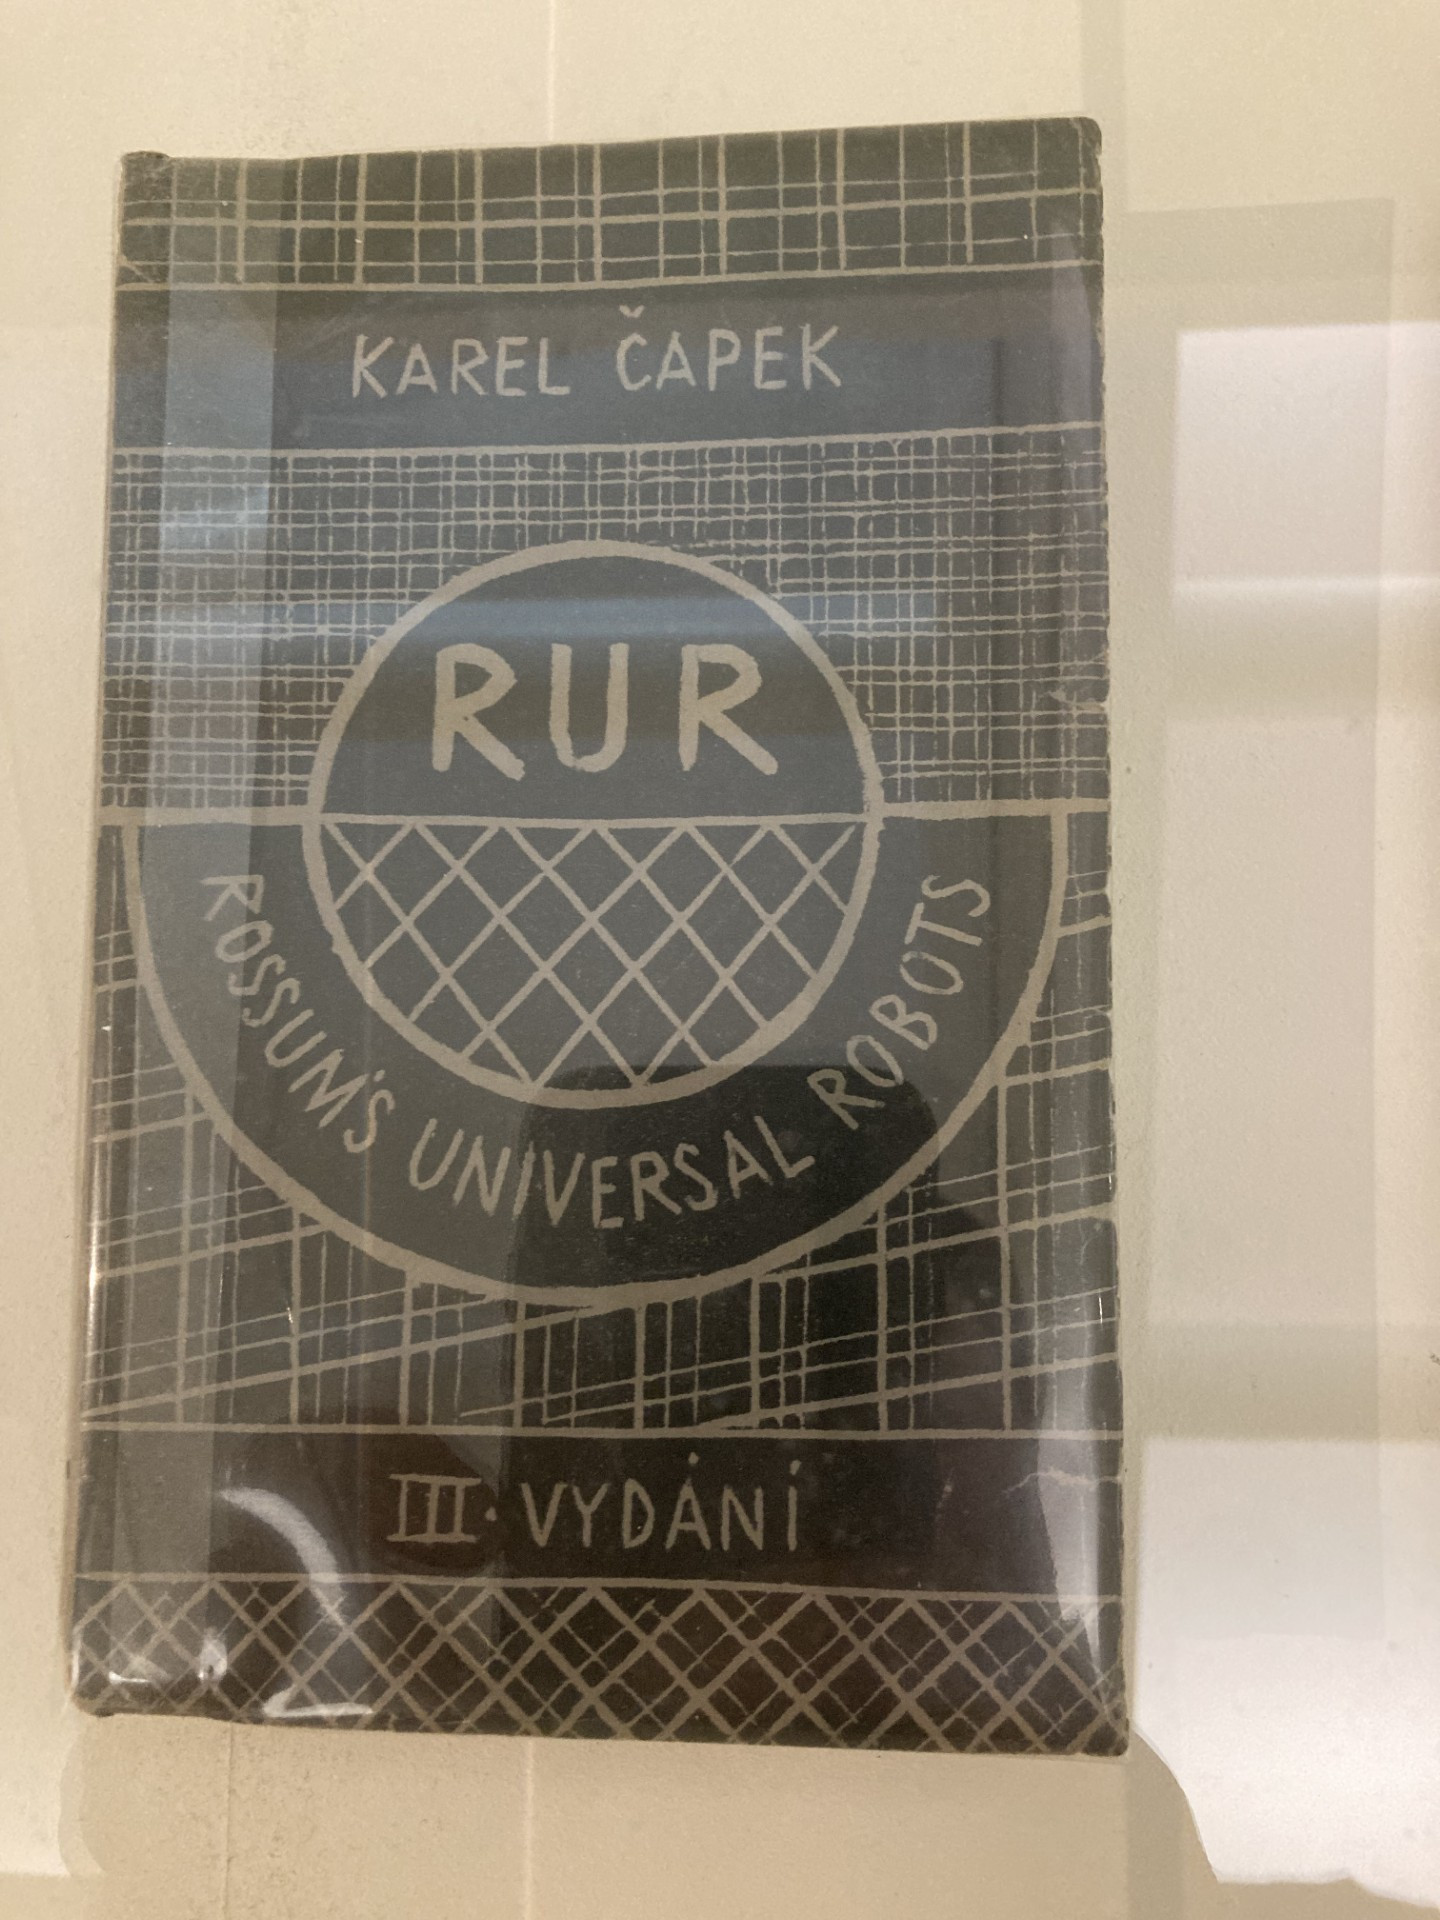 KAREL ČAPEK
RUR
ROSSUM'S UNIVERSAL ROBOTS
III. VYDÁNÍ